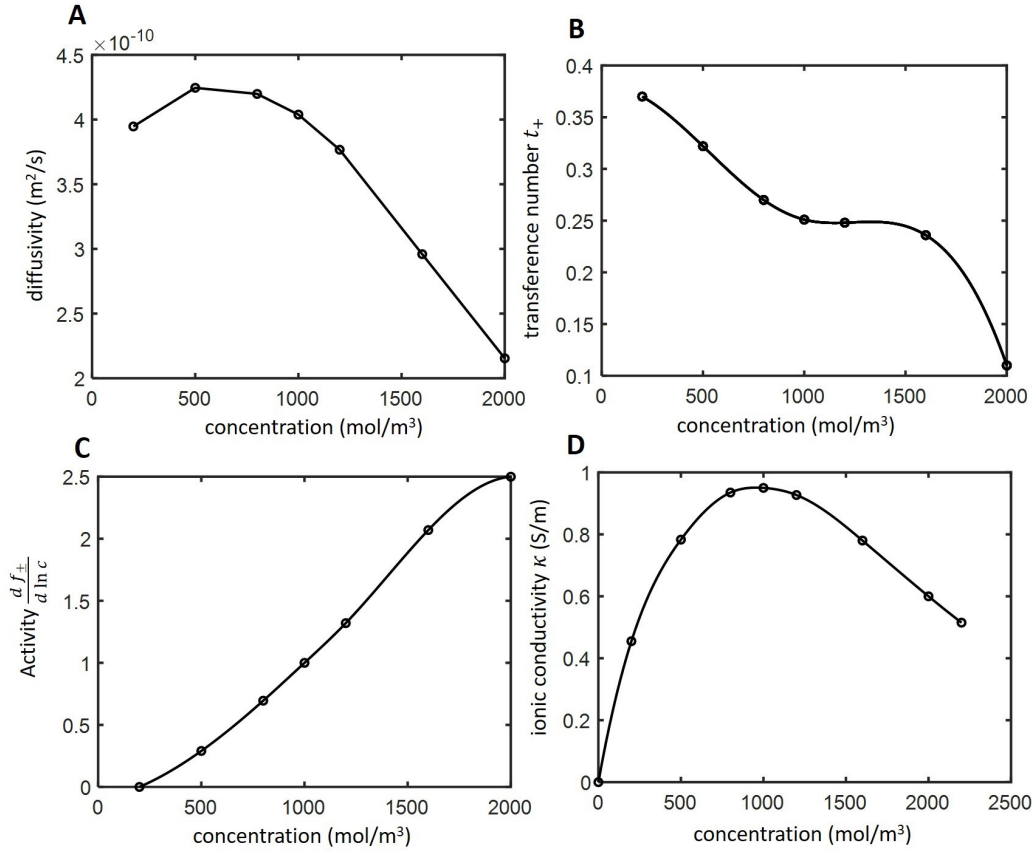 A
×10⁻¹⁰
4.5
4
3.5
3
2.5
2
diffusivity (m²/s)
0 500 1000 1500 2000
concentration (mol/m³)
B
0.4
0.35
0.3
0.25
0.2
0.15
0.1
transference number t₊
0 500 1000 1500 2000
concentration (mol/m³)
C
2.5
2
1.5
1
0.5
0
Activity d f± / d ln c
0 500 1000 1500 2000
concentration (mol/m³)
D
1
0.8
0.6
0.4
0.2
0
ionic conductivity κ (S/m)
0 500 1000 1500 2000 2500
concentration (mol/m³)